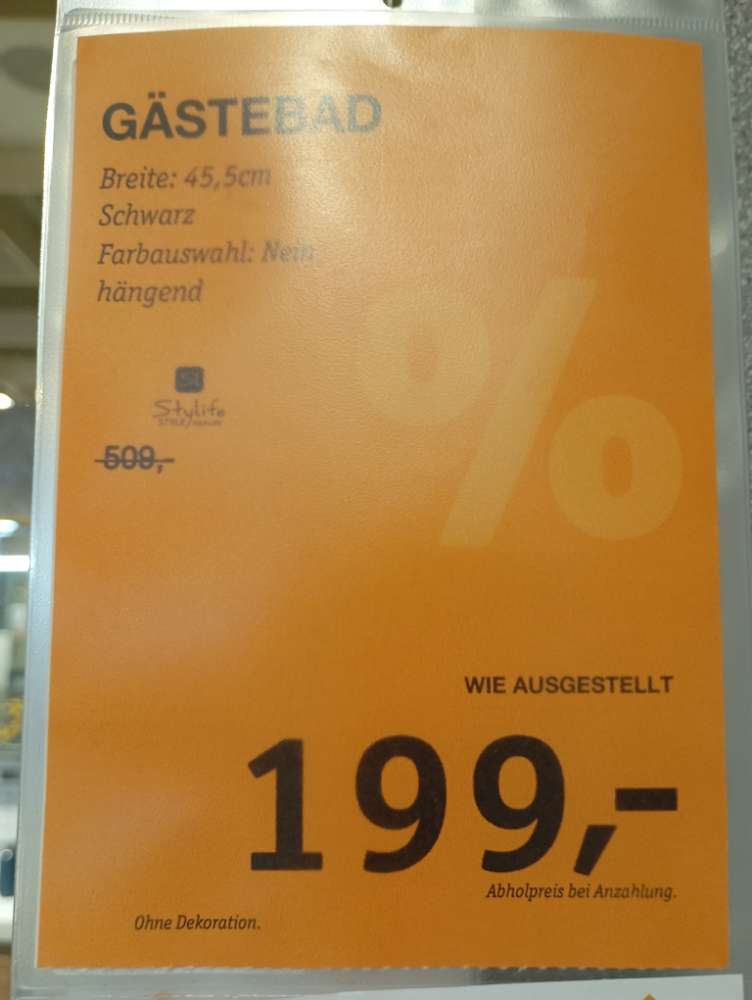 GÄSTEBAD
Breite: 45,5cm
Schwarz
Farbauswahl: Nein
hängend
Stylife
509,-
%
WIE AUSGESTELLT
199,-
Abholpreis bei Anzahlung.
Ohne Dekoration.